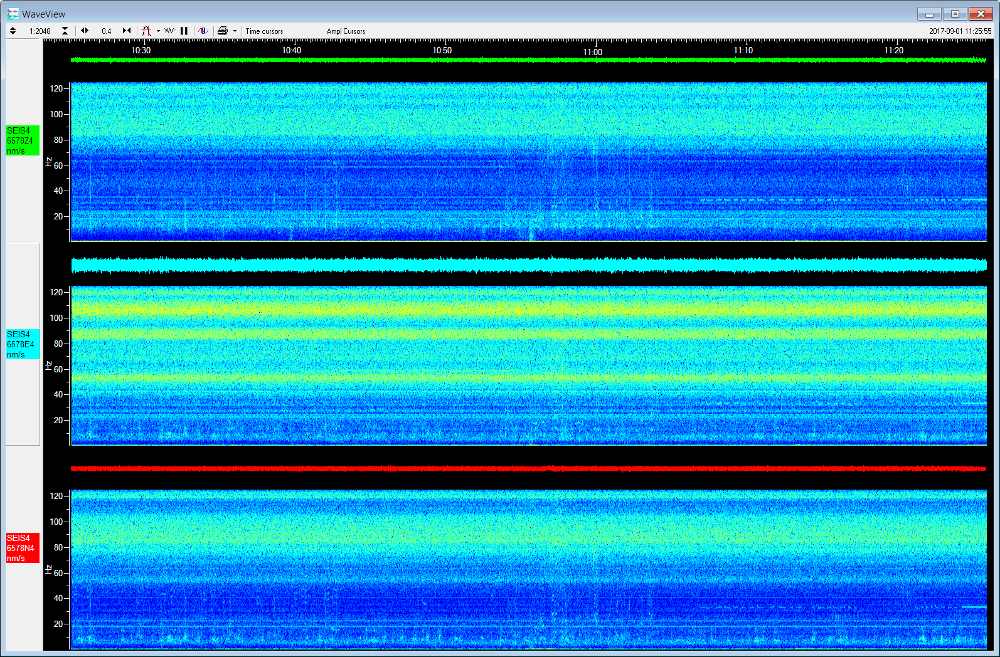 WaveView
1:2048 0.4 Time cursors Ampl Cursors 2017-09-01 11:25:55
10:30 10:40 10:50 11:00 11:10 11:20
120
100
80
60
40
20
Hz
SEIS4
6578Z4
nm/s
120
100
80
60
40
20
Hz
SEIS4
6578E4
nm/s
120
100
80
60
40
20
Hz
SEIS4
6578N4
nm/s